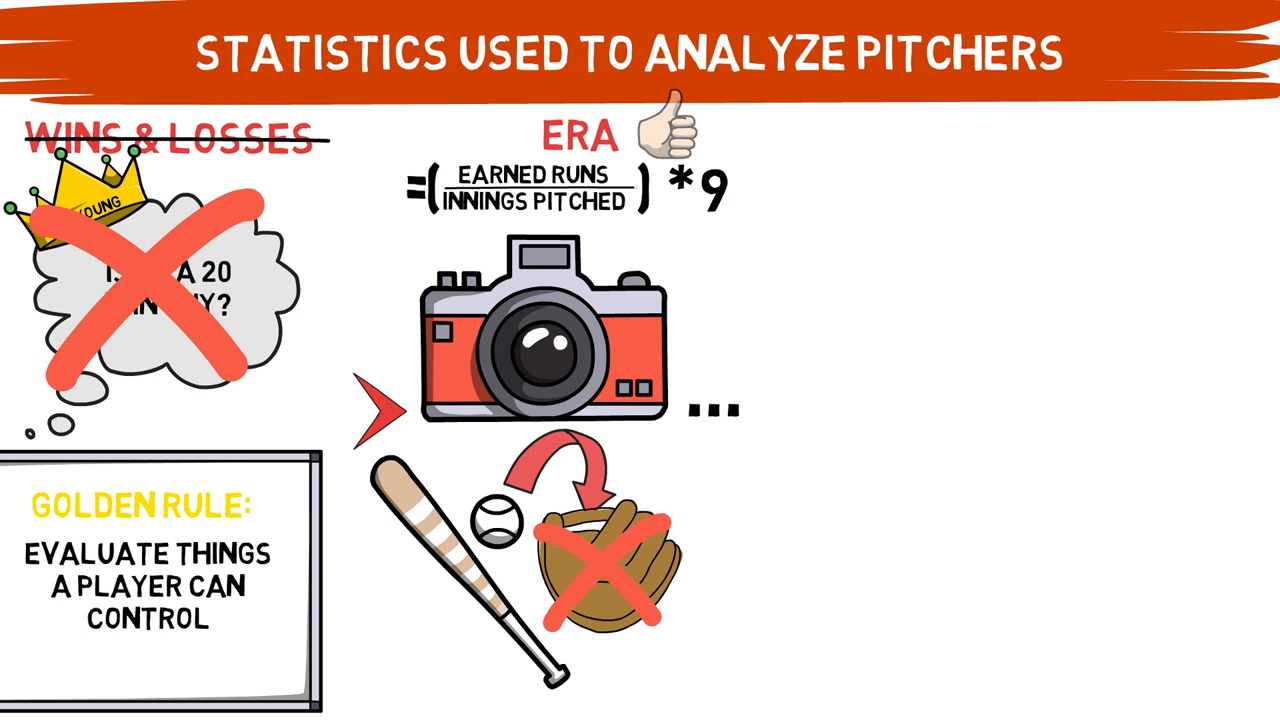 STATISTICS USED TO ANALYZE PITCHERS
WINS & LOSSES
YOUNG
A 20
?
GOLDEN RULE:
EVALUATE THINGS
A PLAYER CAN
CONTROL
ERA
=(EARNED RUNS
INNINGS PITCHED) * 9
...